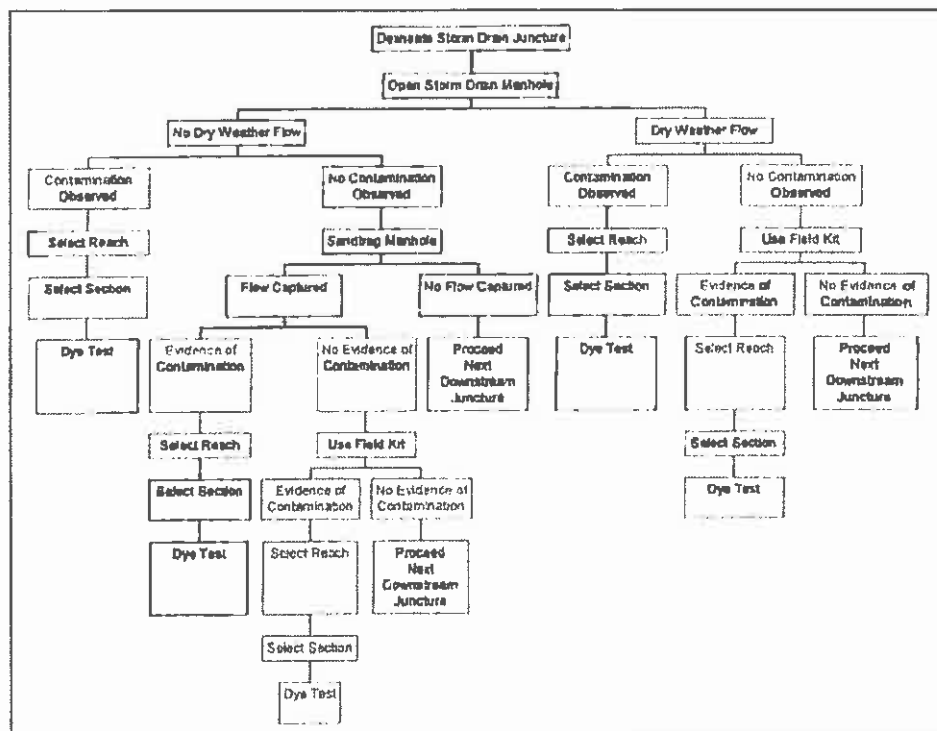 Designate Storm Drain Juncture
Open Storm Drain Manhole
No Dry Weather Flow
Dry Weather Flow
Contamination
Observed
No Contamination
Observed
Contamination
Observed
No Contamination
Observed
Select Reach
Sandbag Manhole
Select Reach
Use Field Kit
Select Section
Flow Captured
No Flow Captured
Select Section
Evidence of
Contamination
No Evidence of
Contamination
Dye Test
Evidence of
Contamination
No Evidence of
Contamination
Proceed
Next
Downstream
Juncture
Dye Test
Select Reach
Proceed
Next
Downstream
Juncture
Select Reach
Use Field Kit
Select Section
Select Section
Evidence of
Contamination
No Evidence of
Contamination
Dye Test
Dye Test
Select Reach
Proceed
Next
Downstream
Juncture
Select Section
Dye Test